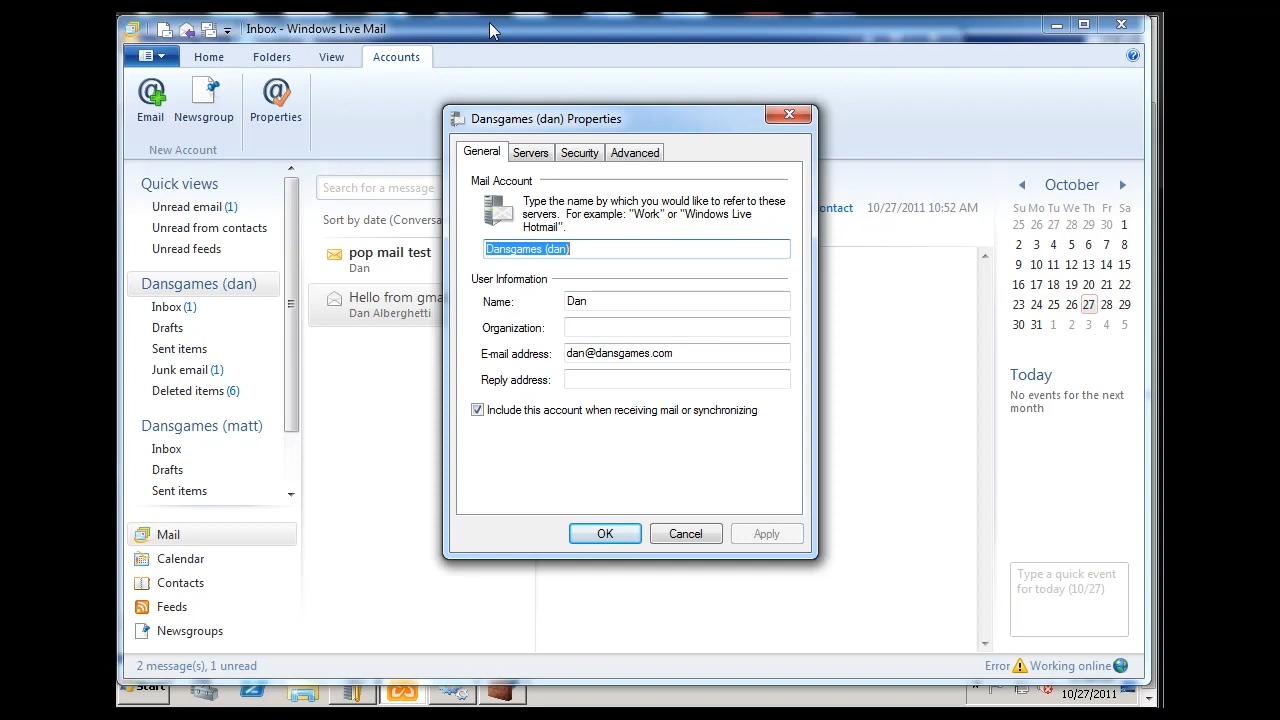 Inbox - Windows Live Mail
Home
Folders
View
Accounts
Email
Newsgroup
Properties
New Account
Quick views
Unread email (1)
Unread from contacts
Unread feeds
Dansgames (dan)
Inbox (1)
Drafts
Sent items
Junk email (1)
Deleted items (6)
Dansgames (matt)
Inbox
Drafts
Sent items
Mail
Calendar
Contacts
Feeds
Newsgroups
2 message(s), 1 unread
Search for a message
Sort by date (Conversa
pop mail test
Dan
Hello from gma
Dan Alberghetti
Dansgames (dan) Properties
General
Servers
Security
Advanced
Mail Account
Type the name by which you would like to refer to these
servers. For example: "Work" or "Windows Live
Hotmail".
Dansgames (dan)
User Information
Name:
Dan
Organization:
E-mail address:
dan@dansgames.com
Reply address:
Include this account when receiving mail or synchronizing
OK
Cancel
Apply
ontact
10/27/2011 10:52 AM
October
Su Mo Tu We Th Fr Sa
25 26 27 28 29 30 1
2 3 4 5 6 7 8
9 10 11 12 13 14 15
16 17 18 19 20 21 22
23 24 25 26 27 28 29
30 31 1 2 3 4 5
Today
No events for the next
month
Type a quick event
for today (10/27)
Error
Working online
Start
10/27/2011